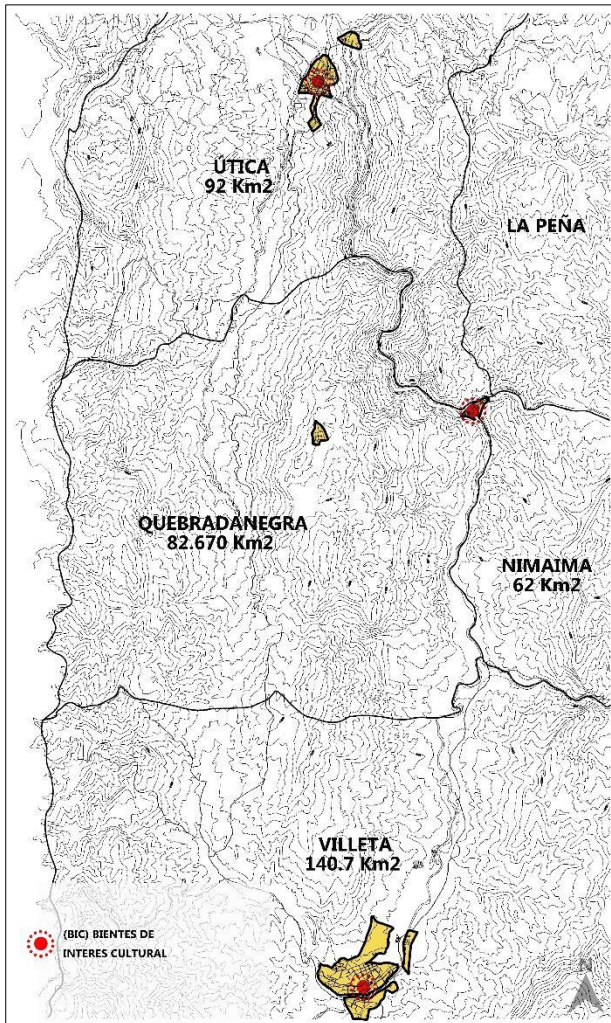 ÚTICA
92 Km2
LA PEÑA
QUEBRADANEGRA
82.670 Km2
NIMAIMA
62 Km2
VILLETA
140.7 Km2
(BIC) BIENTES DE
INTERES CULTURAL
N